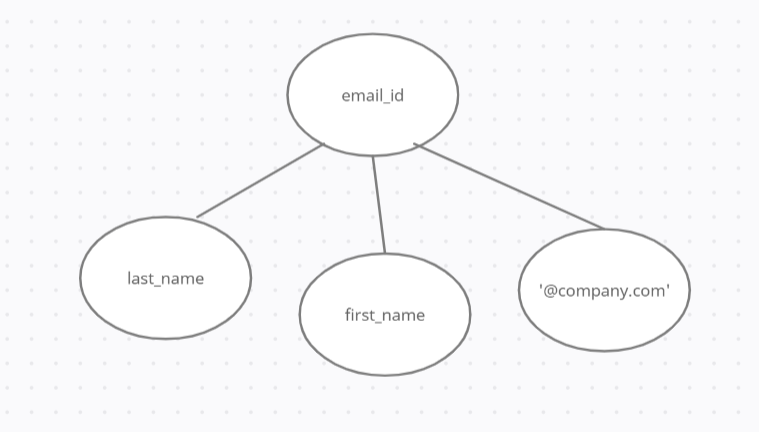 email_id
last_name
first_name
'@company.com'